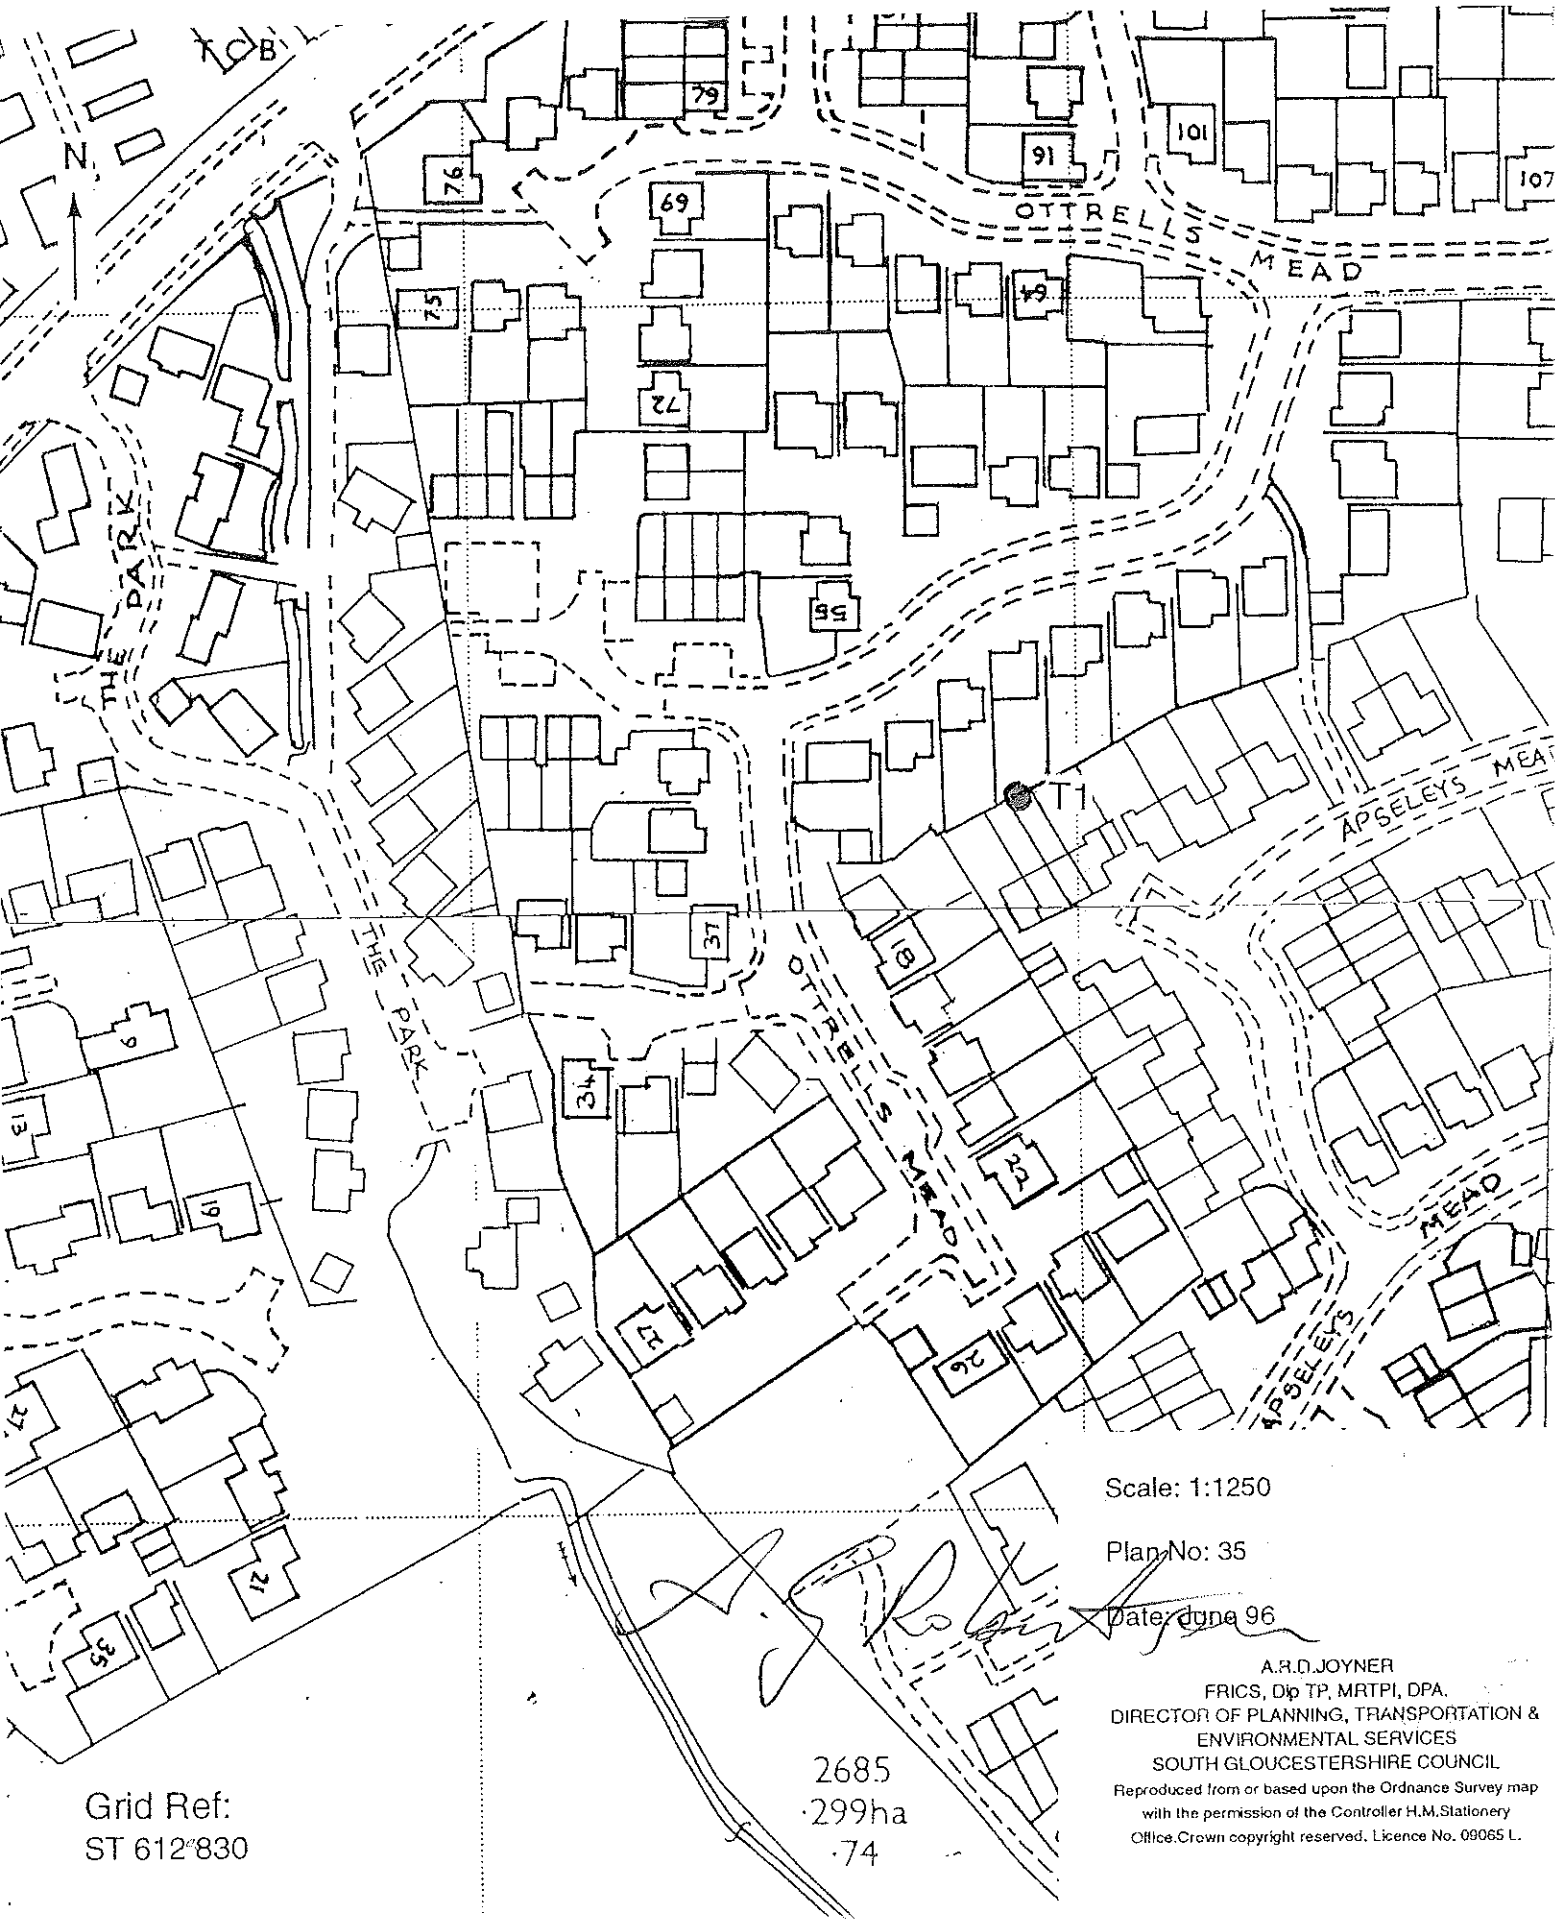 TCB
N
79
76
69
91
101
107
OTTRELLS
MEAD
75
64
72
THE PARK
55
T1
APSELEYS MEA
18
37
THE PARK
OTTRELLS MEAD
9
13
34
22
19
MEAD
27
26
APSELEYS
27
21
35
Scale: 1:1250
Plan No: 35
Date: June 96
A.R.D.JOYNER
FRICS, Dip TP, MRTPI, DPA.
DIRECTOR OF PLANNING, TRANSPORTATION &
ENVIRONMENTAL SERVICES
SOUTH GLOUCESTERSHIRE COUNCIL
Reproduced from or based upon the Ordnance Survey map
with the permission of the Controller H.M.Stationery
Office.Crown copyright reserved. Licence No. 09065 L.
Grid Ref:
ST 612 830
2685
·299ha
·74